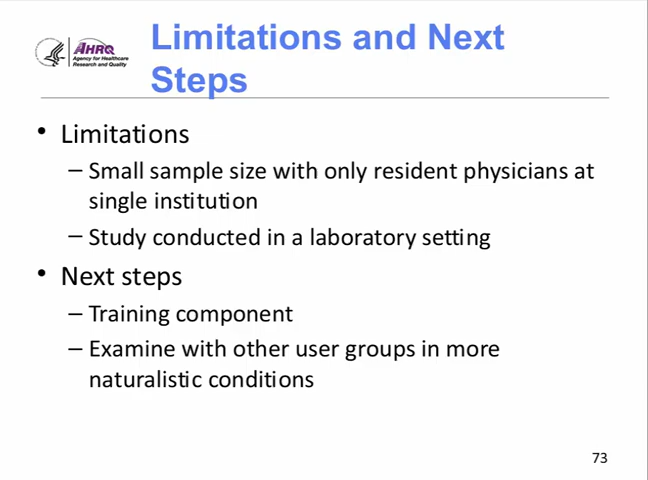 AHRQ
Agency for Healthcare
Research and Quality
Limitations and Next
Steps
• Limitations
– Small sample size with only resident physicians at
single institution
– Study conducted in a laboratory setting
• Next steps
– Training component
– Examine with other user groups in more
naturalistic conditions
73